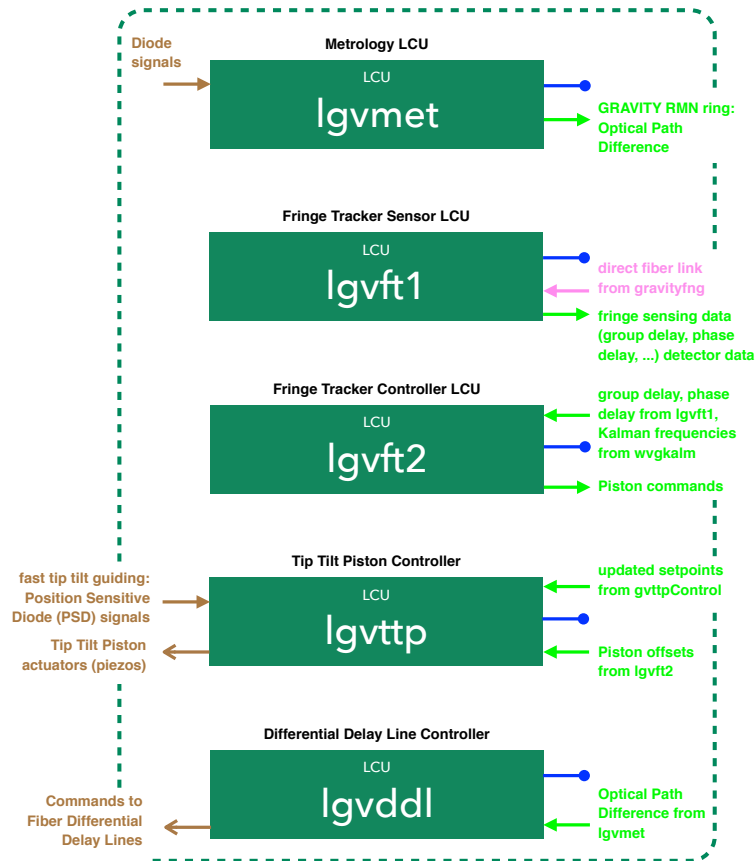 Metrology LCU
Diode
signals
LCU
lgvmet
GRAVITY RMN ring:
Optical Path
Difference
Fringe Tracker Sensor LCU
LCU
lgvft1
direct fiber link
from gravityfng
fringe sensing data
(group delay, phase
delay, ...) detector data
Fringe Tracker Controller LCU
LCU
lgvft2
group delay, phase
delay from lgvft1,
Kalman frequencies
from wvgkalm
Piston commands
Tip Tilt Piston Controller
fast tip tilt guiding:
Position Sensitive
Diode (PSD) signals
Tip Tilt Piston
actuators (piezos)
LCU
lgvttp
updated setpoints
from gvttpControl
Piston offsets
from lgvft2
Differential Delay Line Controller
LCU
lgvddl
Commands to
Fiber Differential
Delay Lines
Optical Path
Difference from
lgvmet